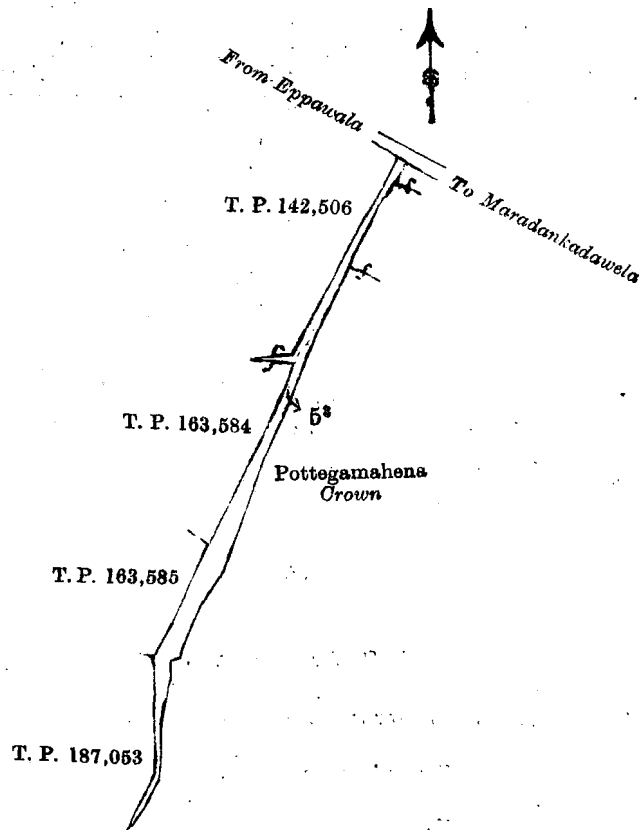 From Eppawala
To Maradankadawela
T. P. 142,506
T. P. 163,584
5³
Pottegamahena
Crown
T. P. 163,585
T. P. 187,053